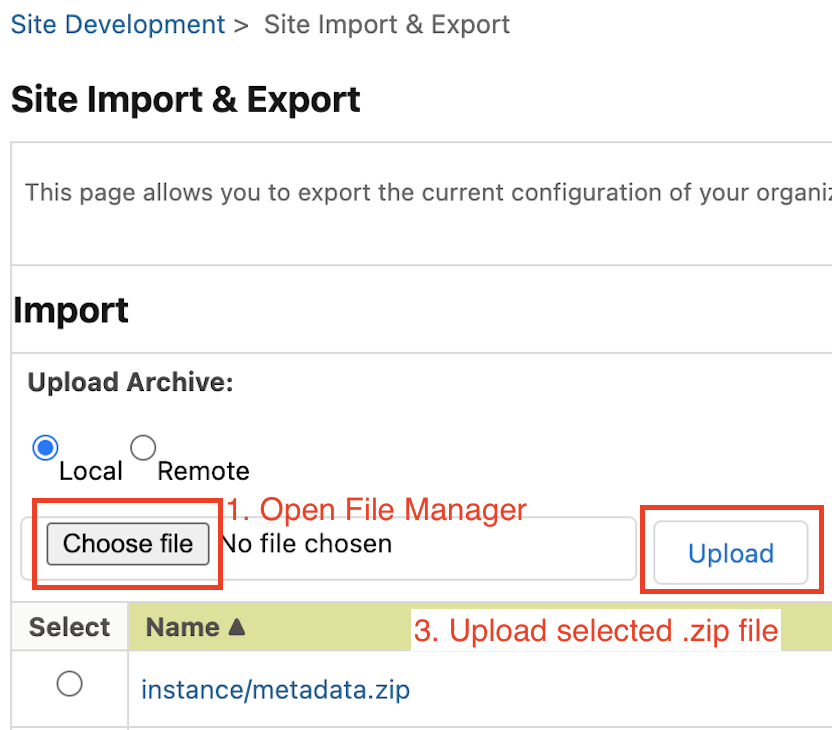 Site Development > Site Import & Export
Site Import & Export
This page allows you to export the current configuration of your organiz
Import
Upload Archive:
Local Remote
1. Open File Manager
Choose file No file chosen Upload
Select Name ▲ 3. Upload selected .zip file
instance/metadata.zip